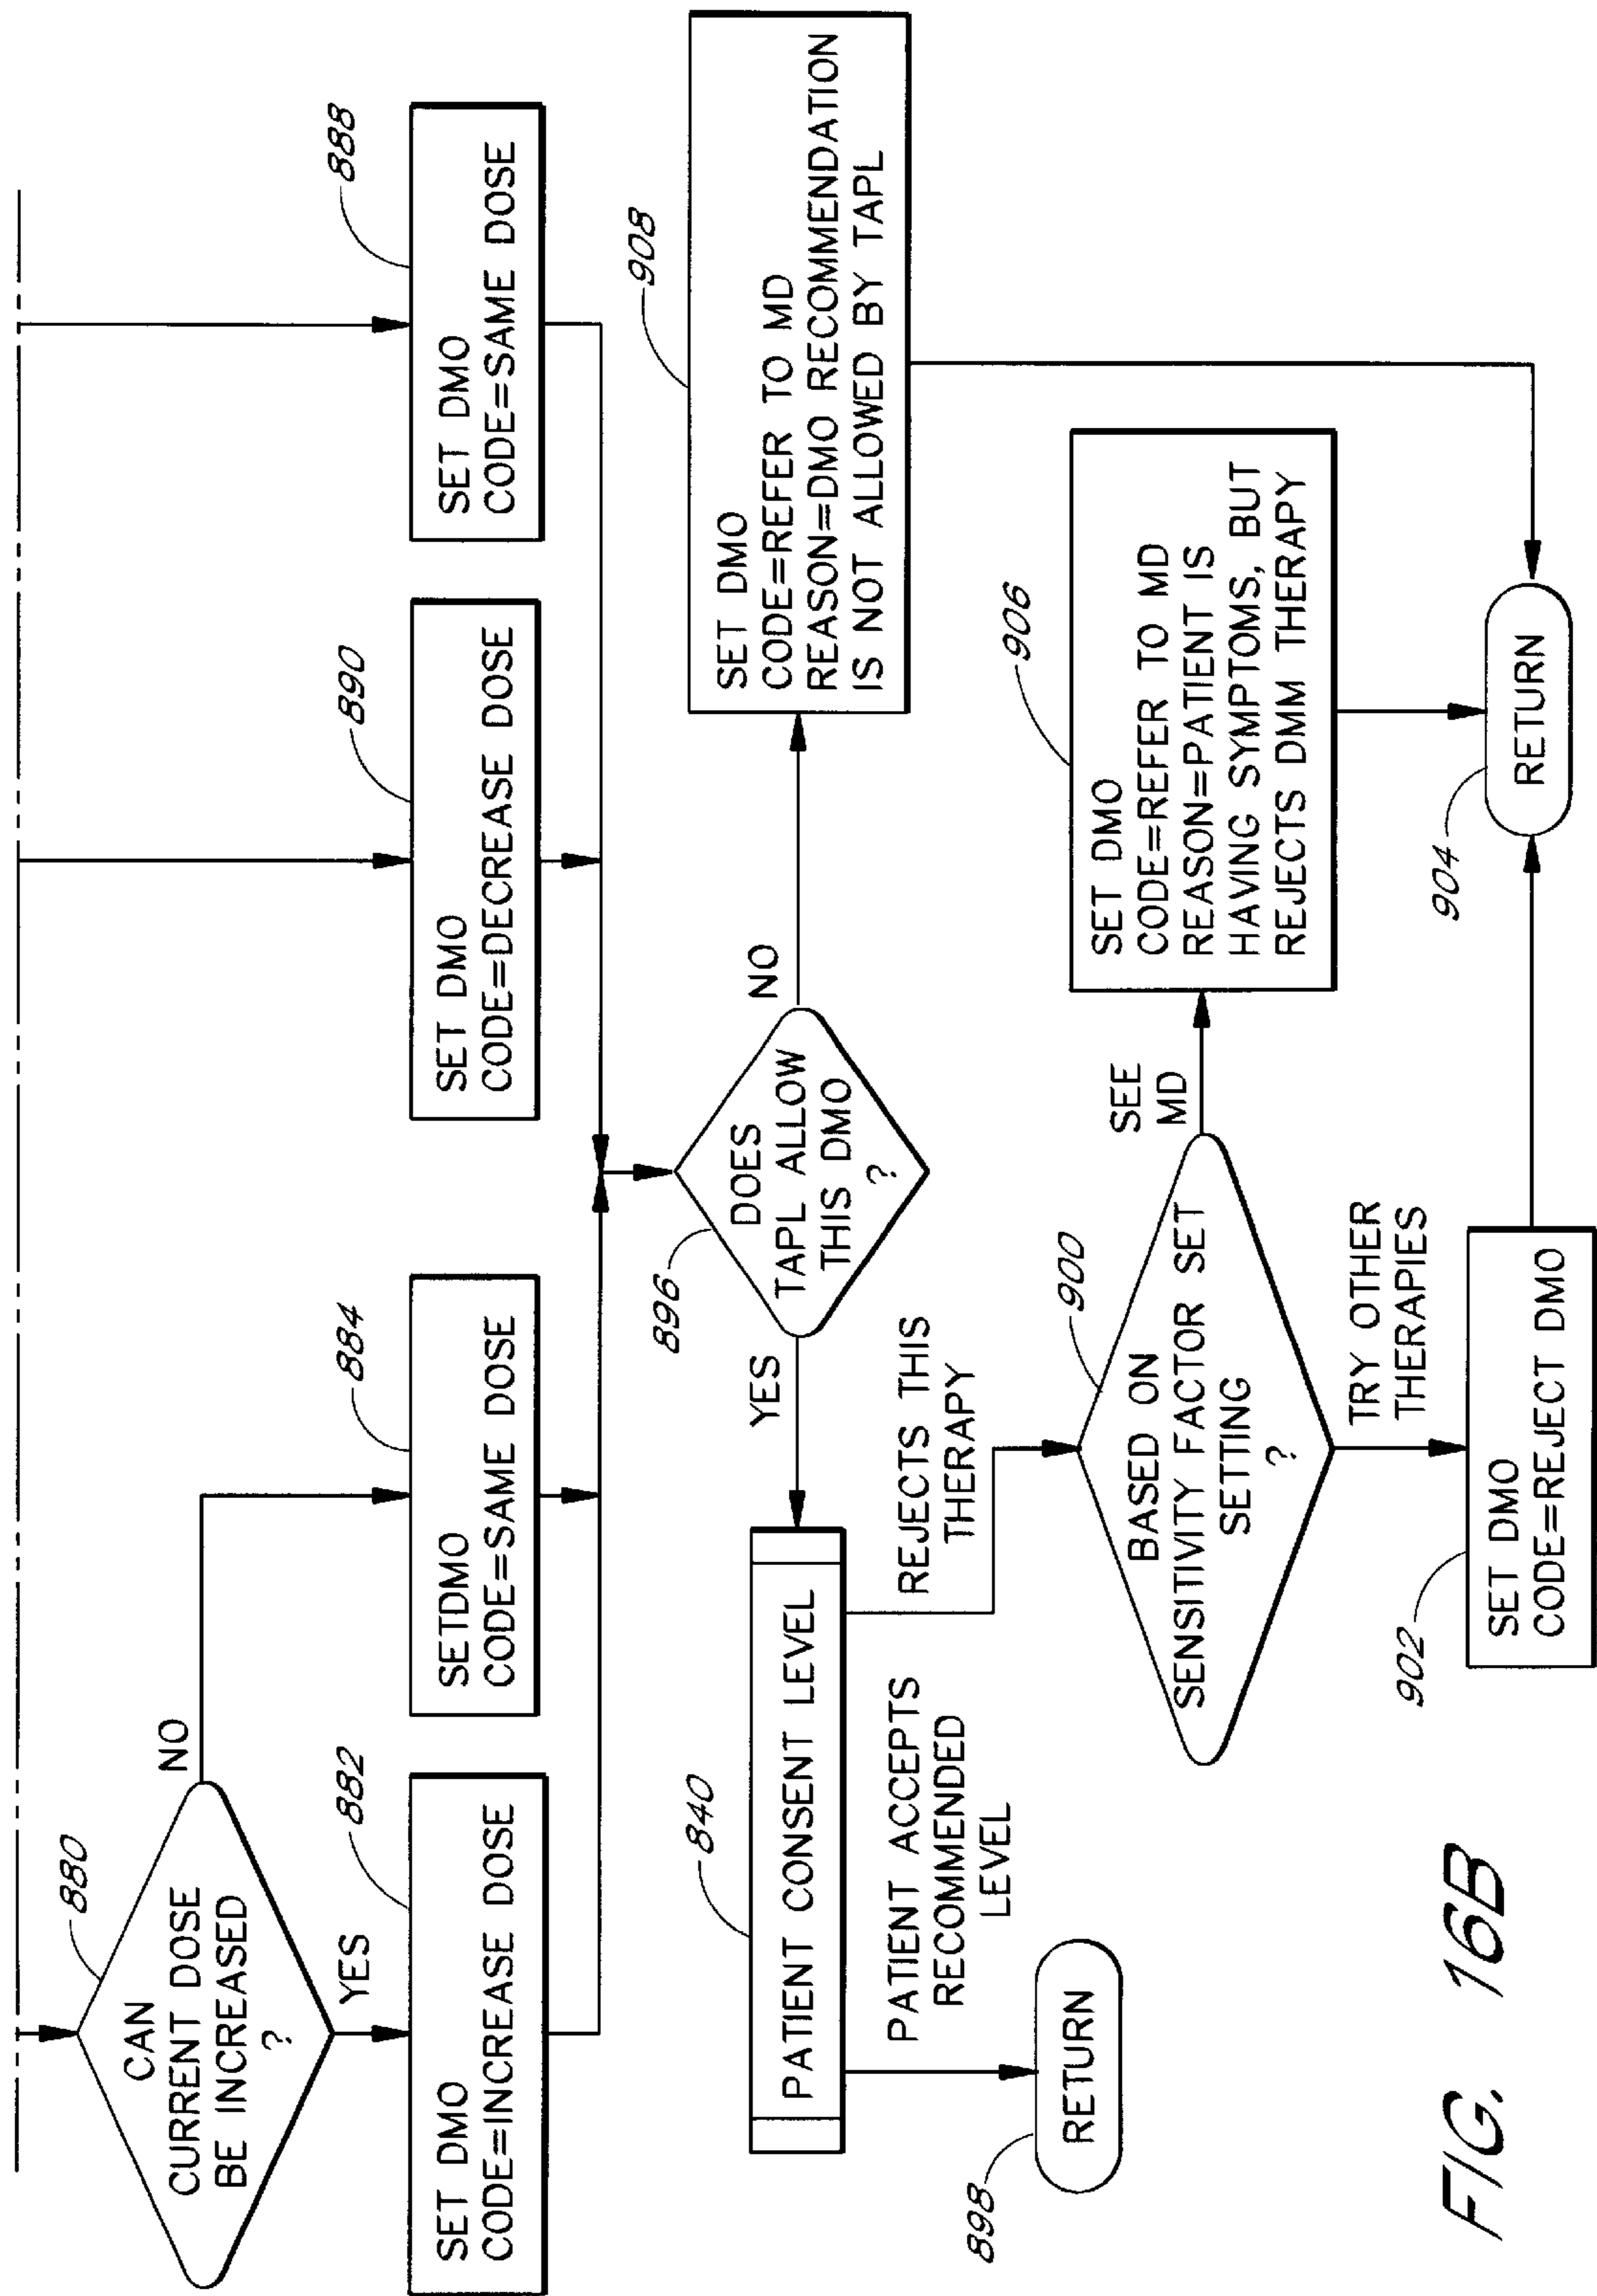 880
CAN
CURRENT DOSE
BE INCREASED
?
NO
YES
882
SET DMO
CODE=INCREASE DOSE
884
SETDMO
CODE=SAME DOSE
890
SET DMO
CODE=DECREASE DOSE
888
SET DMO
CODE=SAME DOSE
896
DOES
TAPL ALLOW
THIS DMO
?
YES
NO
908
SET DMO
CODE=REFER TO MD
REASON=DMO RECOMMENDATION
IS NOT ALLOWED BY TAPL
840
PATIENT CONSENT LEVEL
PATIENT ACCEPTS
RECOMMENDED
LEVEL
REJECTS THIS
THERAPY
898
RETURN
900
BASED ON
SENSITIVITY FACTOR SET
SETTING
?
SEE
MD
TRY OTHER
THERAPIES
906
SET DMO
CODE=REFER TO MD
REASON=PATIENT IS
HAVING SYMPTOMS, BUT
REJECTS DMM THERAPY
902
SET DMO
CODE=REJECT DMO
904
RETURN
FIG. 16B